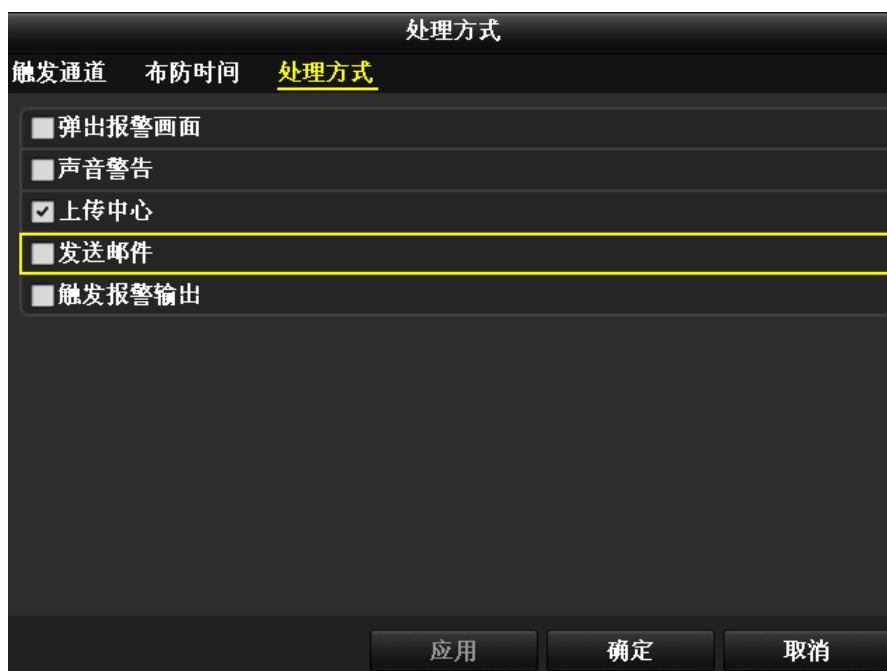 处理方式
触发通道 布防时间 处理方式
弹出报警画面
声音警告
上传中心
发送邮件
触发报警输出
应用 确定 取消